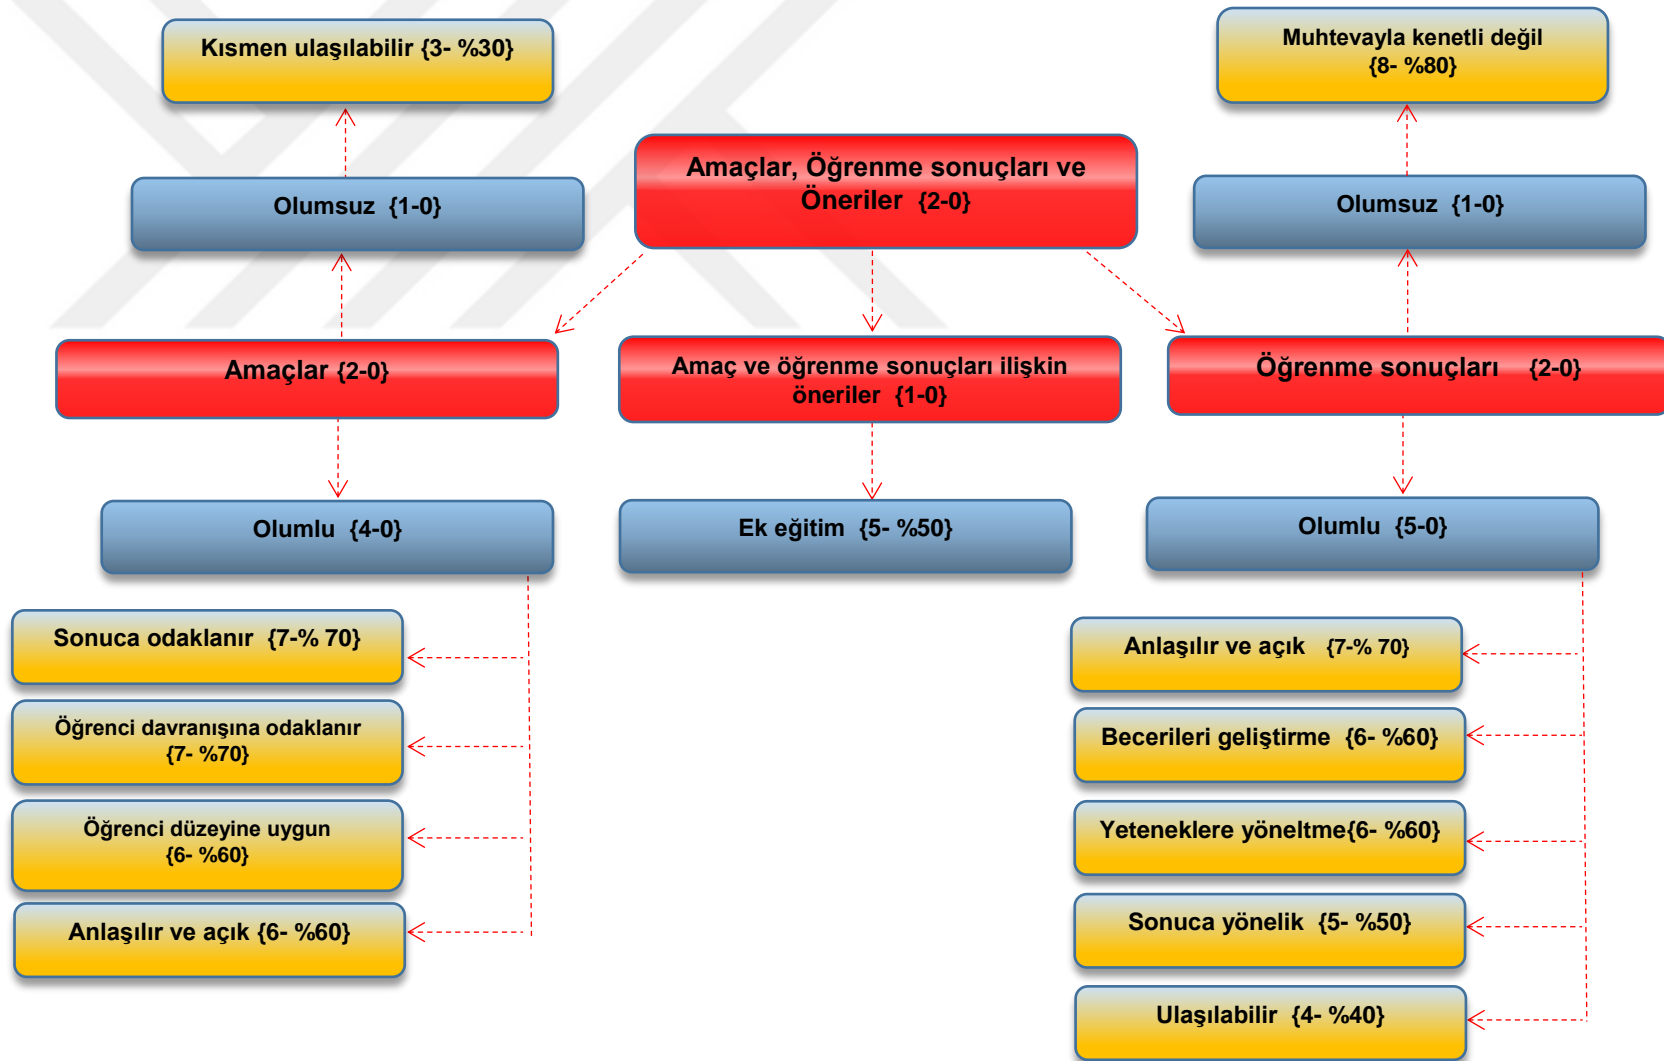 Kısmen ulaşılabilir {3- %30}
Muhtevayla kenetli değil
{8- %80}
Amaçlar, Öğrenme sonuçları ve
Öneriler {2-0}
Olumsuz {1-0}
Olumsuz {1-0}
Amaçlar {2-0}
Amaç ve öğrenme sonuçları ilişkin
öneriler {1-0}
Öğrenme sonuçları {2-0}
Olumlu {4-0}
Ek eğitim {5- %50}
Olumlu {5-0}
Sonuca odaklanır {7-% 70}
Öğrenci davranışına odaklanır
{7- %70}
Öğrenci düzeyine uygun
{6- %60}
Anlaşılır ve açık {6- %60}
Anlaşılır ve açık {7-% 70}
Becerileri geliştirme {6- %60}
Yeteneklere yöneltme{6- %60}
Sonuca yönelik {5- %50}
Ulaşılabilir {4- %40}